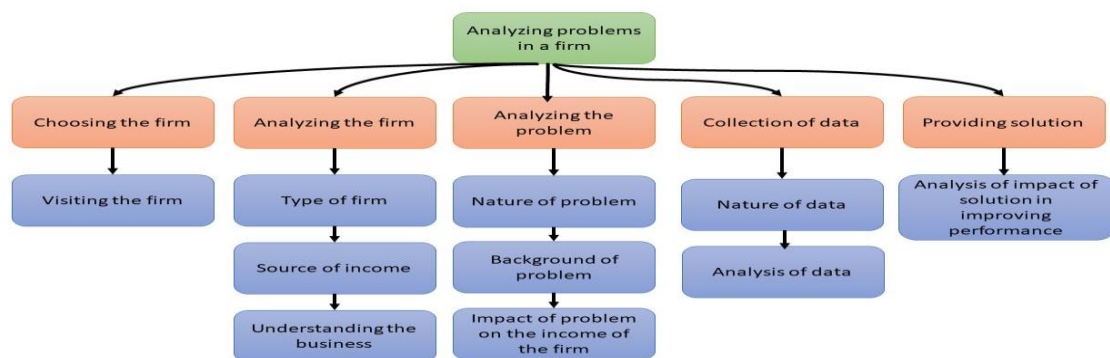 Analyzing problems
in a firm
Choosing the firm
Analyzing the firm
Analyzing the
problem
Collection of data
Providing solution
Visiting the firm
Type of firm
Nature of problem
Nature of data
Analysis of impact of
solution in
improving
performance
Source of income
Background of
problem
Analysis of data
Understanding the
business
Impact of problem
on the income of
the firm